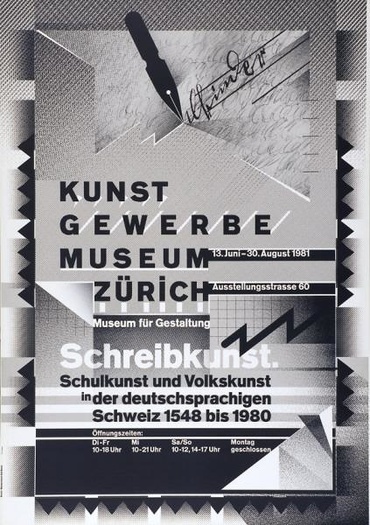 KUNST
GEWERBE
MUSEUM
13. Juni – 30. August 1981
ZÜRICH
Ausstellungsstrasse 60
Museum für Gestaltung
Schreibkunst.
Schulkunst und Volkskunst
in der deutschsprachigen
Schweiz 1548 bis 1980
Öffnungszeiten:
Di-Fr Mi Sa/So Montag
10-18 Uhr 10-21 Uhr 10-12, 14-17 Uhr geschlossen